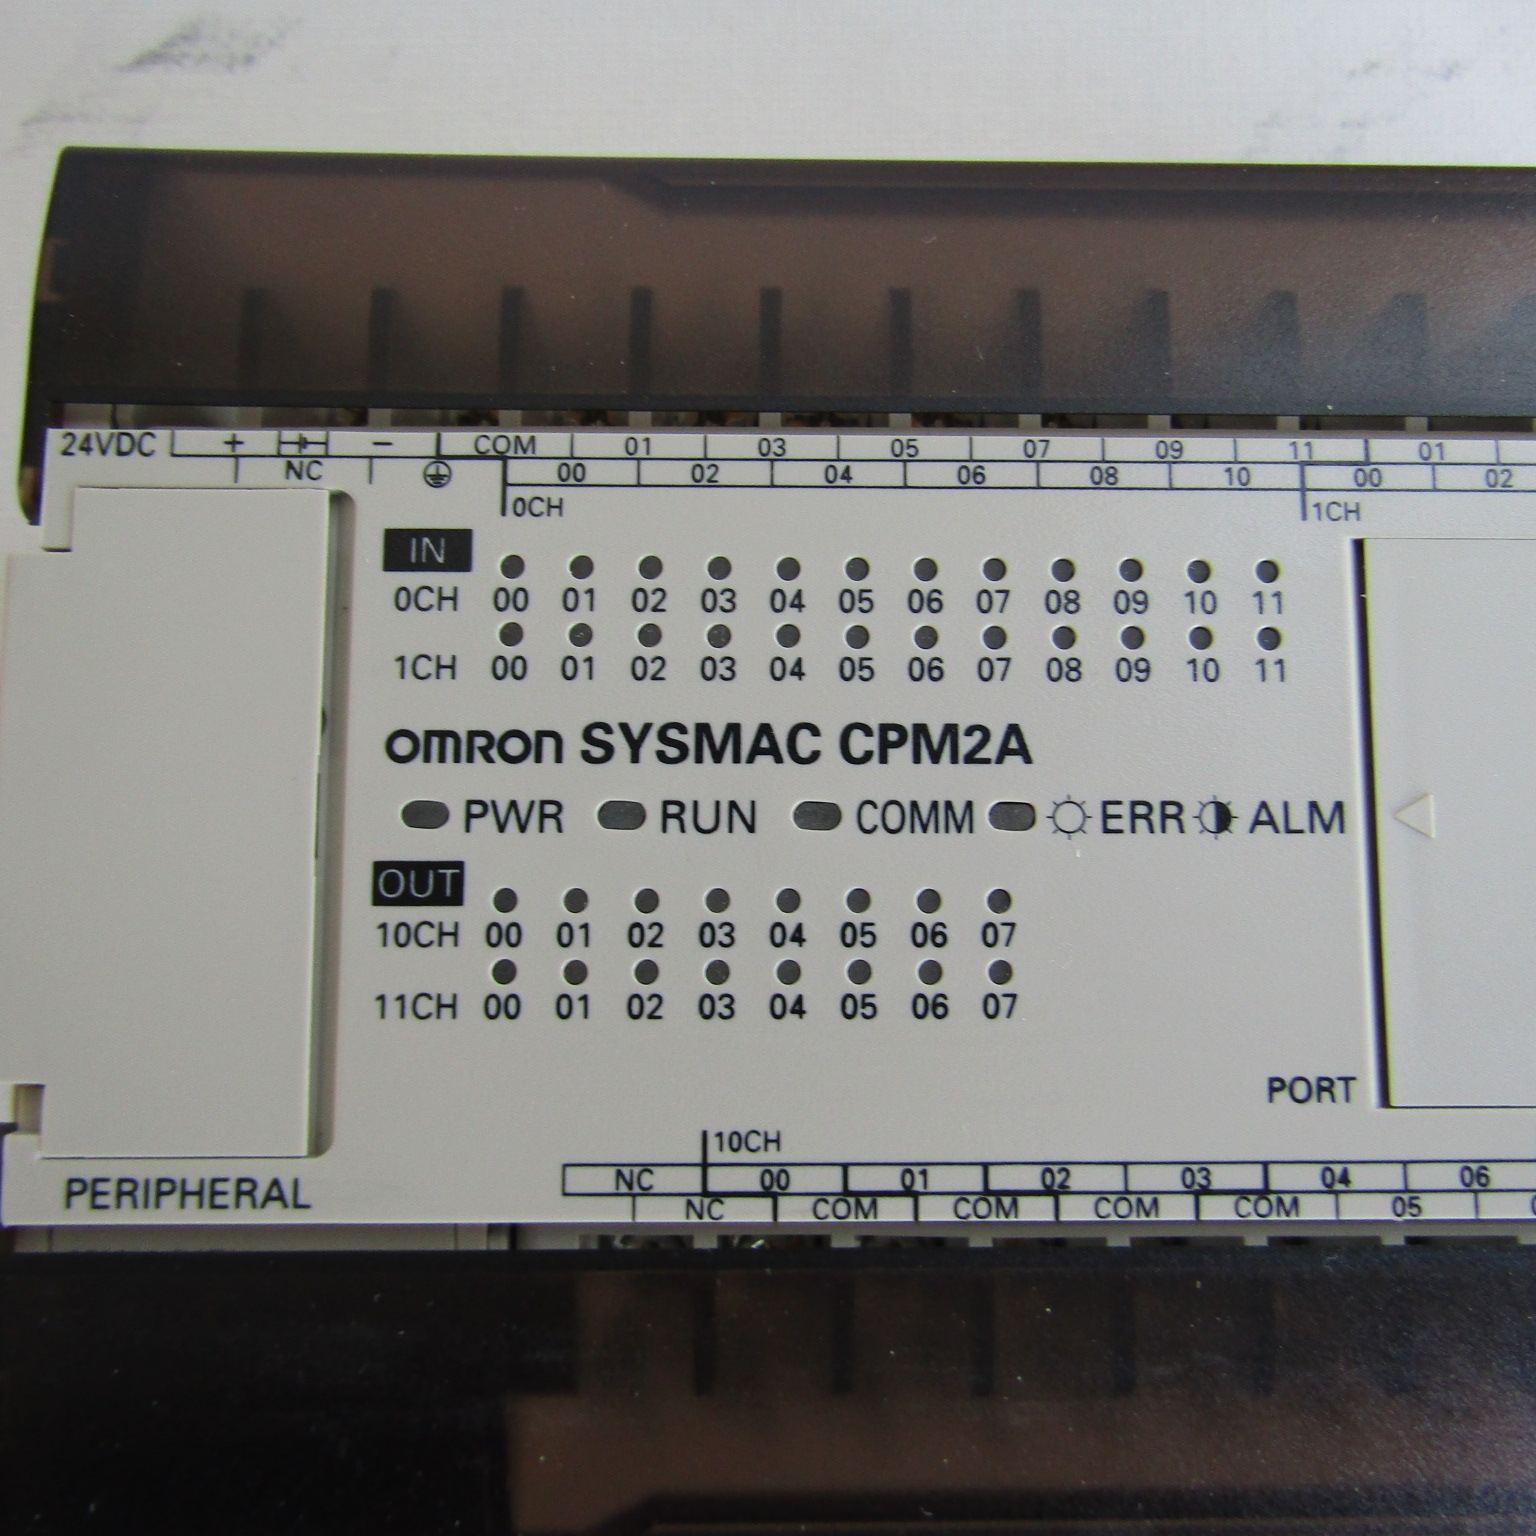 24VDC + − COM 01 03 05 07 09 11 01
NC 00 02 04 06 08 10 00 02
0CH 1CH
IN
0CH 00 01 02 03 04 05 06 07 08 09 10 11
1CH 00 01 02 03 04 05 06 07 08 09 10 11
omron SYSMAC CPM2A
PWR RUN COMM ERR ALM
OUT
10CH 00 01 02 03 04 05 06 07
11CH 00 01 02 03 04 05 06 07
PORT
10CH
NC 00 01 02 03 04 06
NC COM COM COM COM 05
PERIPHERAL